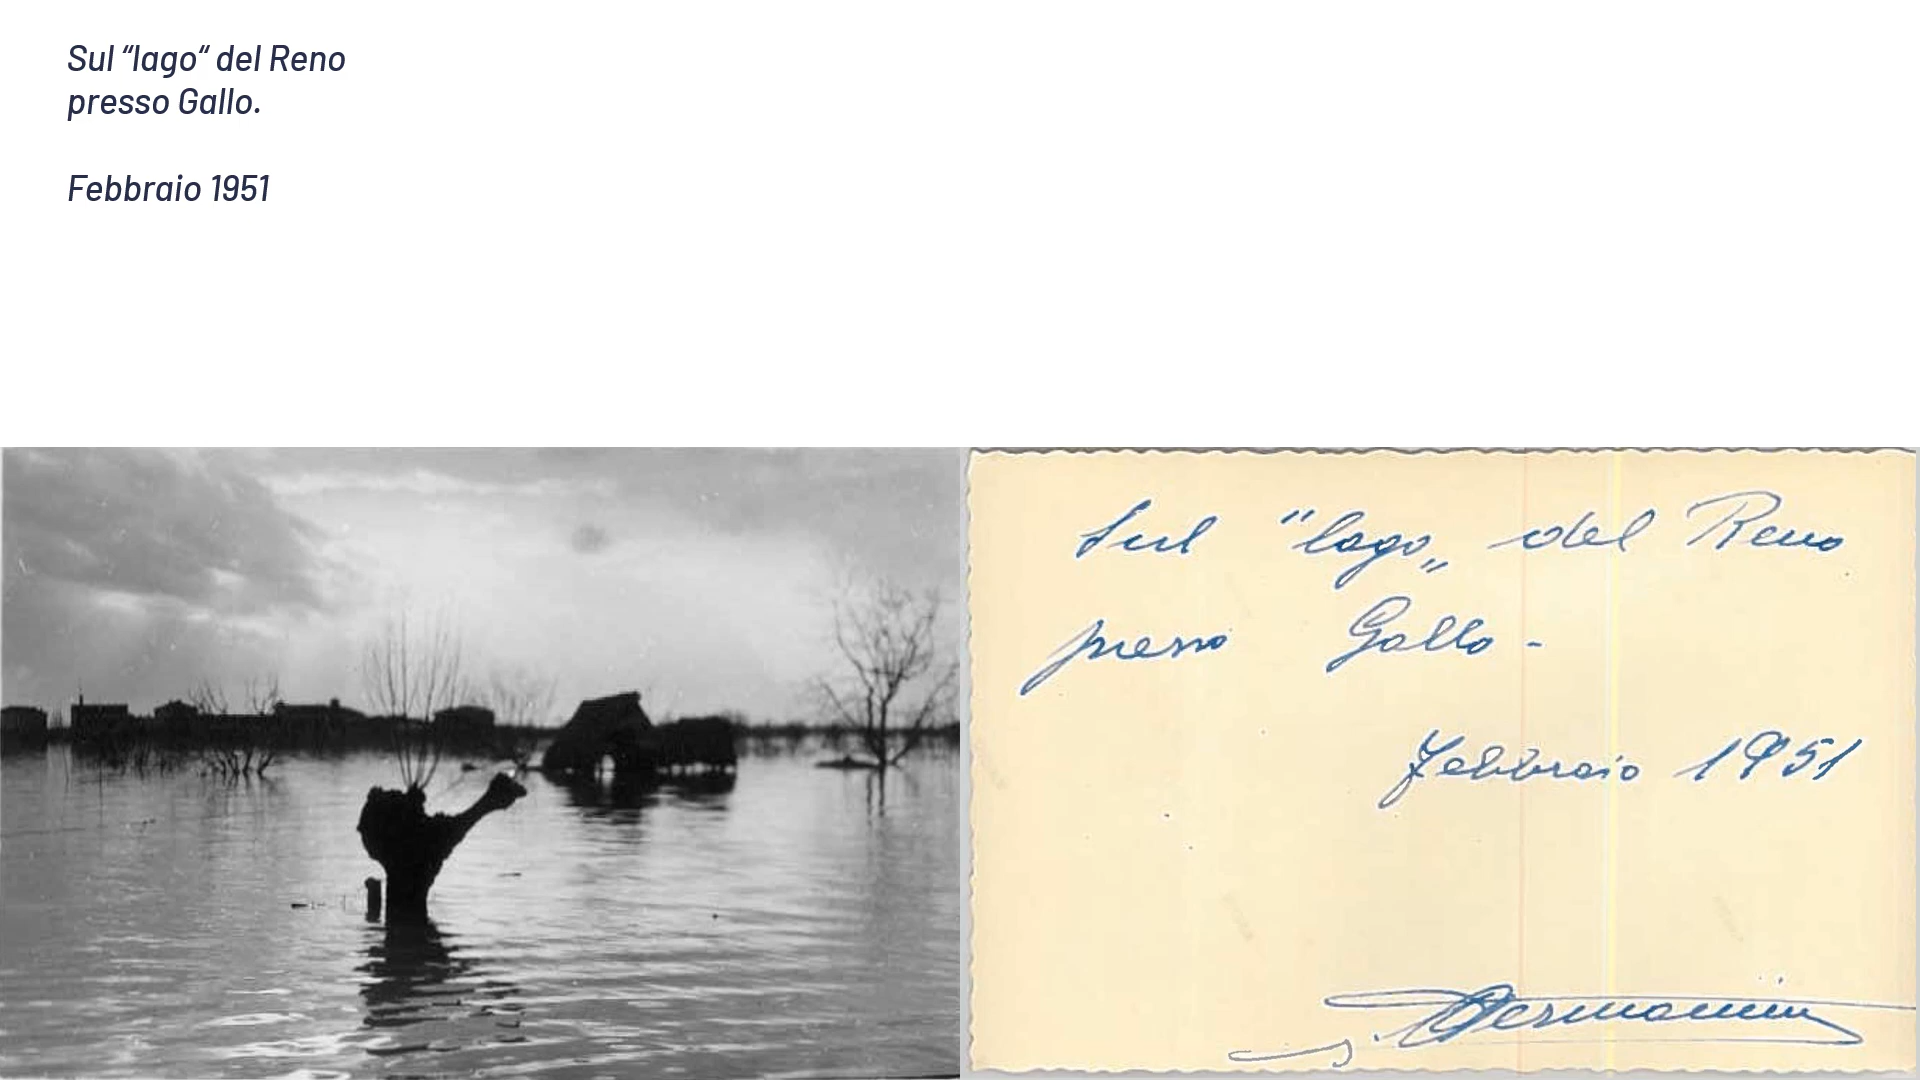 Sul “lago“ del Reno
presso Gallo.
Febbraio 1951
Sul "lago„ del Reno
presso Gallo -
Febbraio 1951